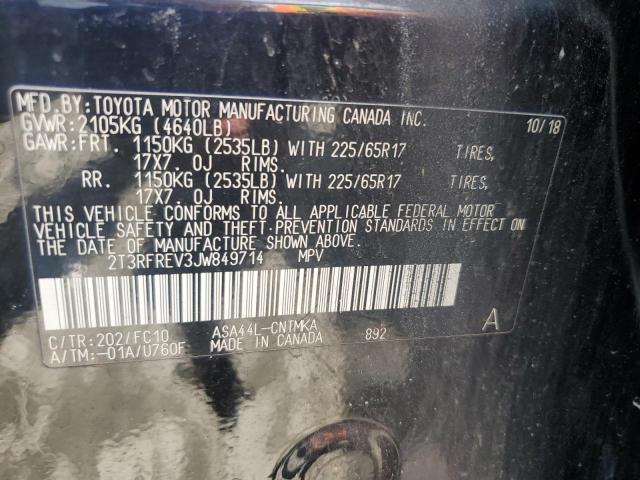 MFD.BY:TOYOTA MOTOR MANUFACTURING CANADA INC.
GVWR:2105KG (4640LB) 10/18
GAWR:FRT. 1150KG (2535LB) WITH 225/65R17 TIRES,
17X7. OJ RIMS.
RR. 1150KG (2535LB) WITH 225/65R17 TIRES,
17X7. OJ RIMS.
THIS VEHICLE CONFORMS TO ALL APPLICABLE FEDERAL MOTOR
VEHICLE SAFETY AND THEFT PREVENTION STANDARDS IN EFFECT ON
THE DATE OF MANUFACTURE SHOWN ABOVE.
2T3RFREV3JW849714 MPV
C/TR:202/FC10 ASA44L-CNTMKA 892 A
A/TM:-01A/U760F MADE IN CANADA